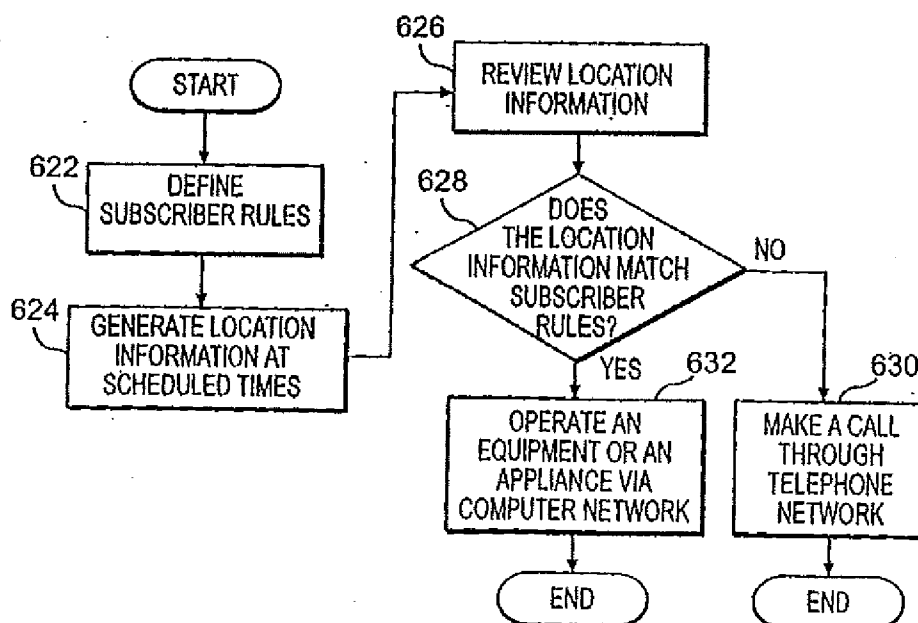 START
622
DEFINE
SUBSCRIBER RULES
624
GENERATE LOCATION
INFORMATION AT
SCHEDULED TIMES
626
REVIEW LOCATION
INFORMATION
628
DOES
THE LOCATION
INFORMATION MATCH
SUBSCRIBER
RULES?
NO
YES
632
OPERATE AN
EQUIPMENT OR AN
APPLIANCE VIA
COMPUTER NETWORK
END
630
MAKE A CALL
THROUGH
TELEPHONE
NETWORK
END